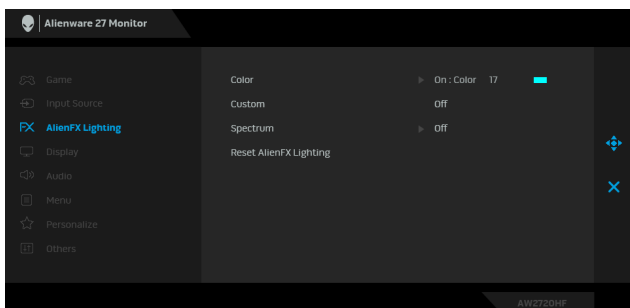 Alienware 27 Monitor
Game
Color On : Color 17
Input Source
Custom Off
FX AlienFX Lighting
Spectrum Off
Display
Reset AlienFX Lighting
Audio
Menu
Personalize
Others
AW2720HF